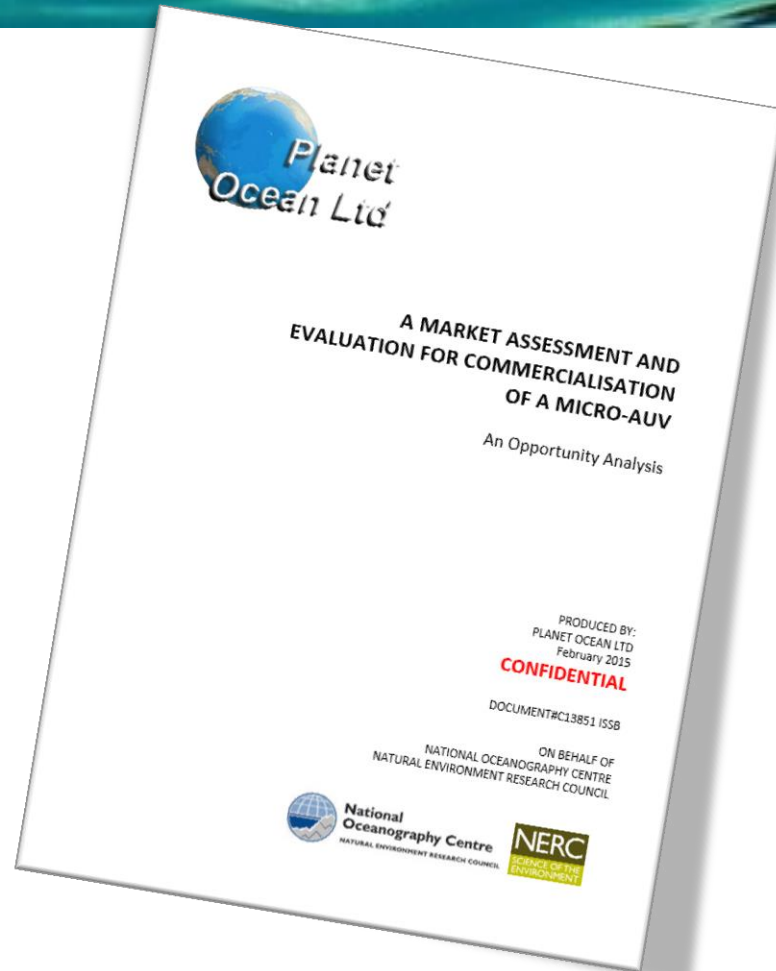 Planet
Ocean Ltd
A MARKET ASSESSMENT AND
EVALUATION FOR COMMERCIALISATION
OF A MICRO-AUV
An Opportunity Analysis
PRODUCED BY:
PLANET OCEAN LTD
February 2015
CONFIDENTIAL
DOCUMENT#C13851 ISSB
ON BEHALF OF
NATIONAL OCEANOGRAPHY CENTRE
NATURAL ENVIRONMENT RESEARCH COUNCIL
National
Oceanography Centre
NATURAL ENVIRONMENT RESEARCH COUNCIL
NERC
SCIENCE OF THE
ENVIRONMENT